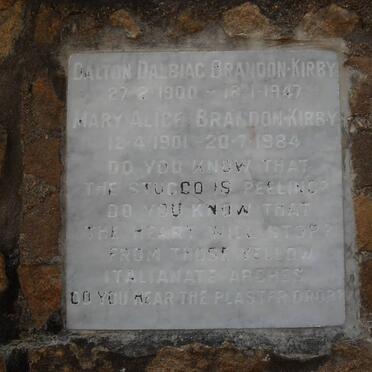 DALTON DALBIAC BRANDON-KIRBY
27·2·1900 – 18·1·1947
MARY ALICE BRANDON-KIRBY
12·4·1901 – 20·7·1984
DO YOU KNOW THAT
THE STUCCO IS PEELING?
DO YOU KNOW THAT
THE HEART WILL STOP?
FROM THOSE YELLOW
ITALIANATE ARCHES
DO YOU HEAR THE PLASTER DROP?